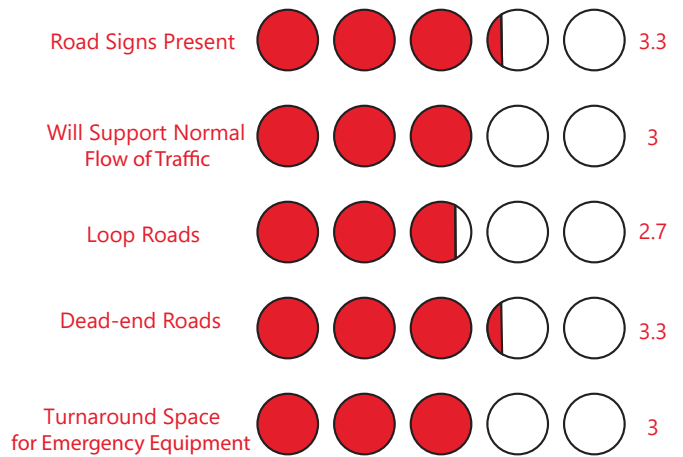 Road Signs Present 3.3
Will Support Normal
Flow of Traffic 3
Loop Roads 2.7
Dead-end Roads 3.3
Turnaround Space
for Emergency Equipment 3